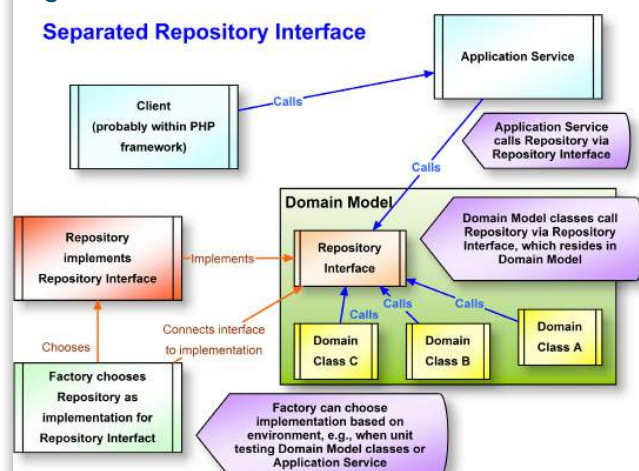 Separated Repository Interface
Application Service
Client
(probably within PHP
framework)
Calls
Application Service
calls Repository via
Repository Interface
Calls
Domain Model
Domain Model classes call
Repository via Repository
Interface, which resides in
Domain Model
Repository
implements
Repository Interface
Implements
Repository
Interface
Calls
Calls
Calls
Chooses
Connects interface
to implementation
Domain
Class C
Domain
Class B
Domain
Class A
Factory chooses
Repository as
implementation for
Repository Interfact
Factory can choose
implementation based on
environment, e.g., when unit
testing Domain Model classes or
Application Service